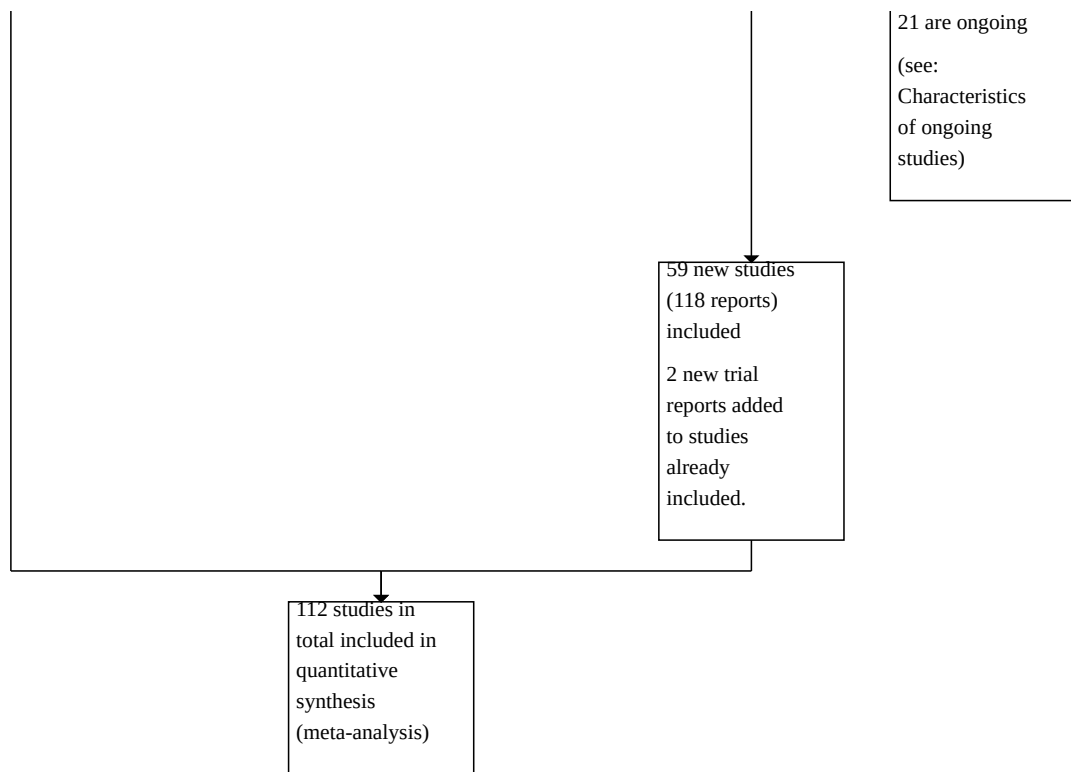 21 are ongoing
(see:
Characteristics
of ongoing
studies)
59 new studies
(118 reports)
included
2 new trial
reports added
to studies
already
included.
112 studies in
total included in
quantitative
synthesis
(meta-analysis)